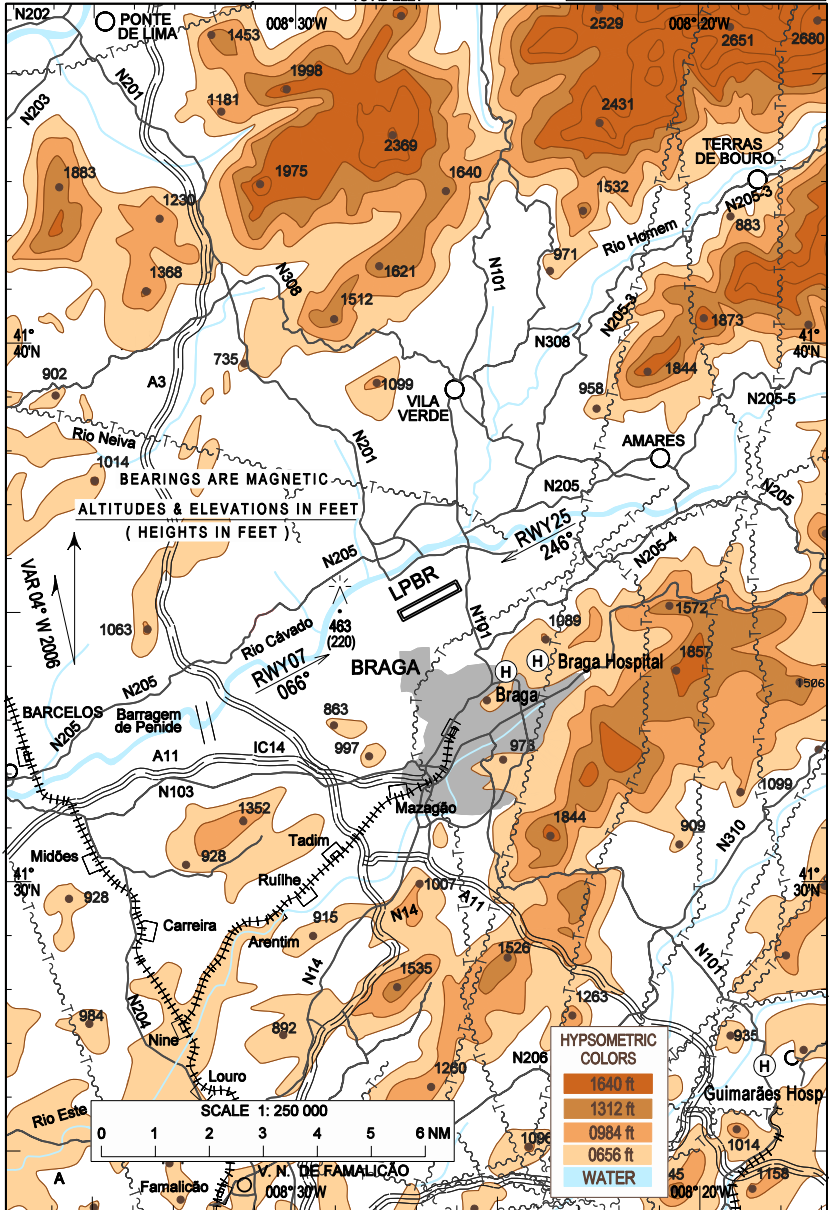 N202
PONTE
DE LIMA
008° 30'W
2529
008° 20'W
2651
2680
1453
N203
N201
1998
1181
2431
2369
TERRAS
DE BOURO
1883
1975
1640
1532
N205-3
1230
883
Rio Homem
971
1621
N101
1368
N308
1512
N205-3
1873
41°
40'N
735
N308
41°
40'N
902
A3
1099
1844
VILA
VERDE
958
N205-5
Rio Neiva
N201
AMARES
1014
BEARINGS ARE MAGNETIC
N205
N205
ALTITUDES & ELEVATIONS IN FEET
( HEIGHTS IN FEET )
RWY25
246°
N205
N205-4
VAR 04° W 2006
LPBR
1572
1063
463
(220)
N101
1089
Rio Cávado
RWY07
066°
BRAGA
1857
Braga Hospital
N205
1506
BARCELOS
Barragem
de Penide
Braga
N205
863
A11
IC14
997
973
N103
1099
Mazagão
1352
1844
Tadim
909
N310
Midões
928
Ruílhe
41°
30'N
1007
A11
41°
30'N
928
N14
Carreira
915
Arentim
N101
1526
N14
1535
N204
1263
984
892
935
Nine
HYPSOMETRIC
COLORS
N206
Louro
1260
1640 ft
Guimarães Hosp
1312 ft
SCALE 1: 250 000
Rio Este
0984 ft
0 1 2 3 4 5 6 NM
1014
0656 ft
WATER
V. N. DE FAMALICÃO
A
1158
Famalicão
008° 30'W
008° 20'W